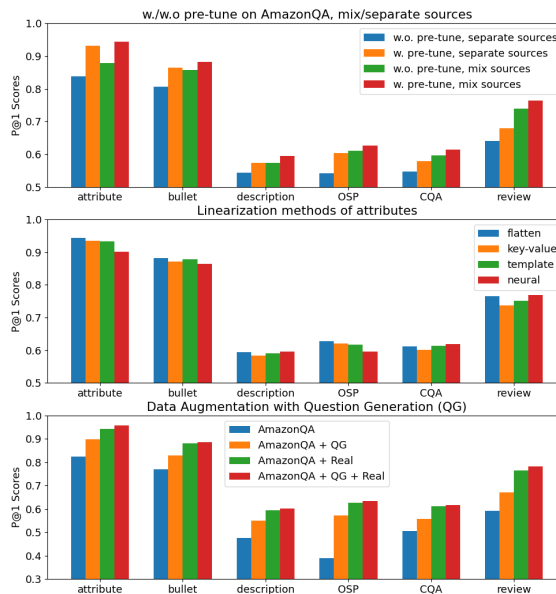 w./w.o pre-tune on AmazonQA, mix/separate sources
1.0
0.9
0.8
0.7
0.6
0.5
P@1 Scores
w.o. pre-tune, separate sources
w. pre-tune, separate sources
w.o. pre-tune, mix sources
w. pre-tune, mix sources
attribute bullet description OSP CQA review
Linearization methods of attributes
1.0
0.9
0.8
0.7
0.6
0.5
P@1 Scores
flatten
key-value
template
neural
attribute bullet description OSP CQA review
Data Augmentation with Question Generation (QG)
1.0
0.9
0.8
0.7
0.6
0.5
0.4
0.3
P@1 Scores
AmazonQA
AmazonQA + QG
AmazonQA + Real
AmazonQA + QG + Real
attribute bullet description OSP CQA review